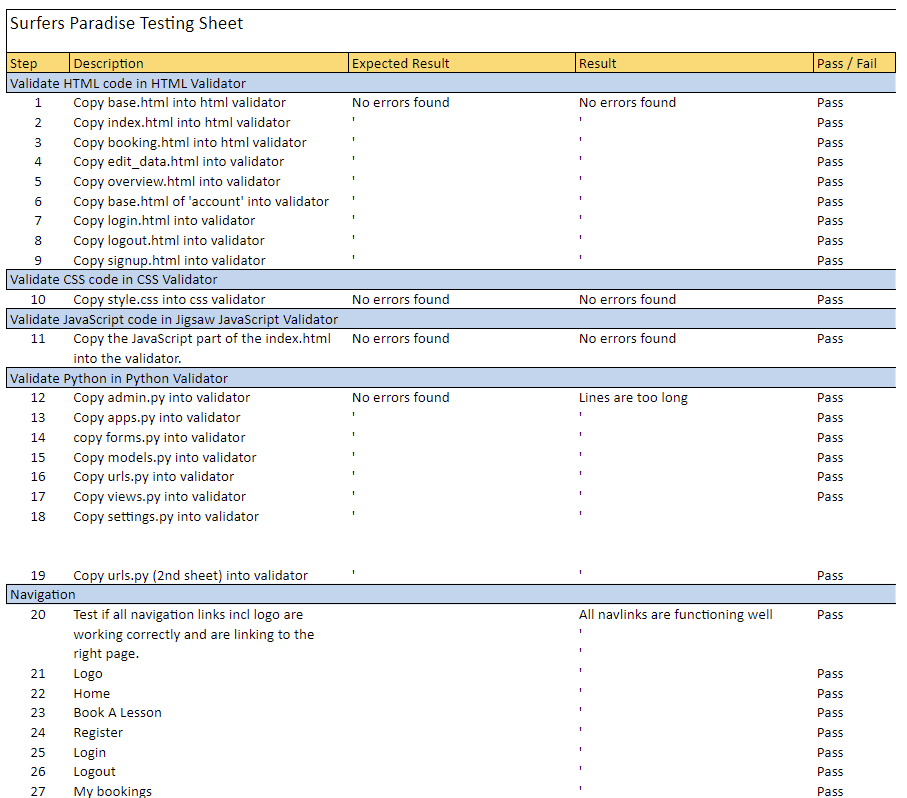 Surfers Paradise Testing Sheet
Step Description Expected Result Result Pass / Fail
Validate HTML code in HTML Validator
1 Copy base.html into html validator No errors found No errors found Pass
2 Copy index.html into html validator ' ' Pass
3 Copy booking.html into html validator ' ' Pass
4 Copy edit_data.html into validator ' ' Pass
5 Copy overview.html into validator ' ' Pass
6 Copy base.html of 'account' into validator ' ' Pass
7 Copy login.html into validator ' ' Pass
8 Copy logout.html into validator ' ' Pass
9 Copy signup.html into validator ' ' Pass
Validate CSS code in CSS Validator
10 Copy style.css into css validator No errors found No errors found Pass
Validate JavaScript code in Jigsaw JavaScript Validator
11 Copy the JavaScript part of the index.html No errors found No errors found Pass
into the validator.
Validate Python in Python Validator
12 Copy admin.py into validator No errors found Lines are too long Pass
13 Copy apps.py into validator ' ' Pass
14 copy forms.py into validator ' ' Pass
15 Copy models.py into validator ' ' Pass
16 Copy urls.py into validator ' ' Pass
17 Copy views.py into validator ' ' Pass
18 Copy settings.py into validator ' '
19 Copy urls.py (2nd sheet) into validator ' ' Pass
Navigation
20 Test if all navigation links incl logo are All navlinks are functioning well Pass
working correctly and are linking to the '
right page. '
21 Logo ' Pass
22 Home ' Pass
23 Book A Lesson ' Pass
24 Register ' Pass
25 Login ' Pass
26 Logout ' Pass
27 My bookings ' Pass